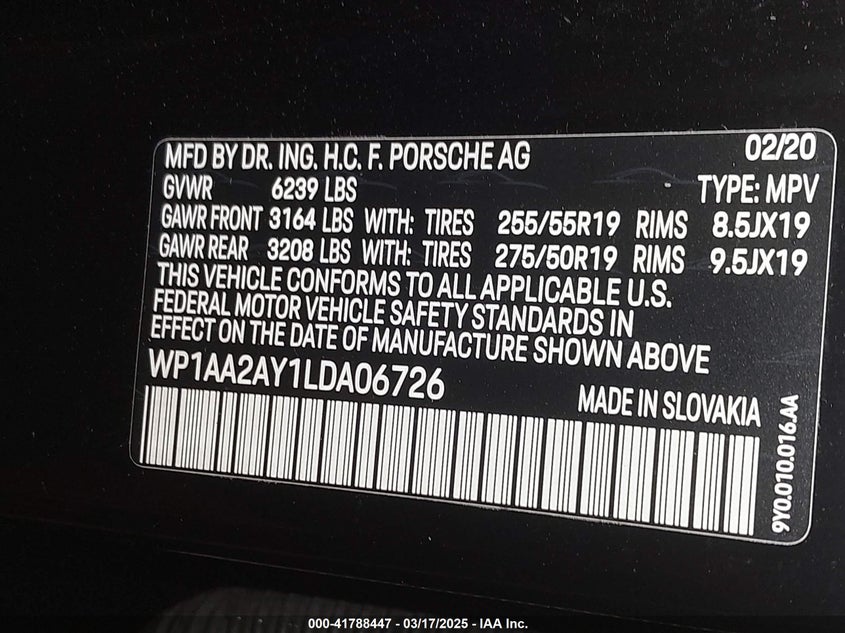 MFD BY DR. ING. H.C. F. PORSCHE AG 02/20
GVWR 6239 LBS TYPE: MPV
GAWR FRONT 3164 LBS WITH: TIRES 255/55R19 RIMS 8.5JX19
GAWR REAR 3208 LBS WITH: TIRES 275/50R19 RIMS 9.5JX19
THIS VEHICLE CONFORMS TO ALL APPLICABLE U.S.
FEDERAL MOTOR VEHICLE SAFETY STANDARDS IN
EFFECT ON THE DATE OF MANUFACTURE SHOWN ABOVE
WP1AA2AY1LDA06726
MADE IN SLOVAKIA
9Y0.010.016.AA
000-41788447 - 03/17/2025 - IAA Inc.